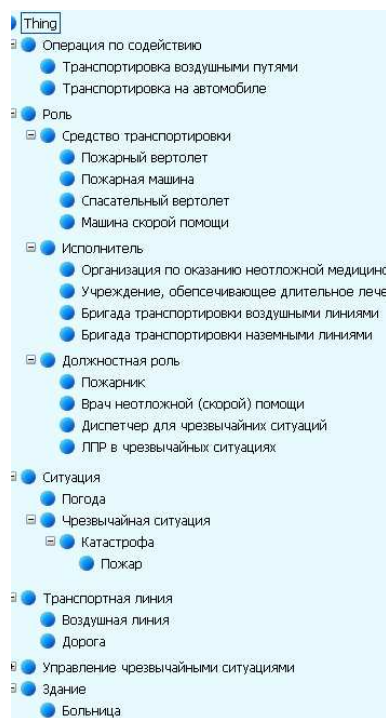 Thing
Операция по содействию
Транспортировка воздушными путями
Транспортировка на автомобиле
Роль
Средство транспортировки
Пожарный вертолет
Пожарная машина
Спасательный вертолет
Машина скорой помощи
Исполнитель
Организация по оказанию неотложной медицинс
Учреждение, обепсечивающее длительное лече
Бригада транспортировки воздушными линиями
Бригада транспортировки наземными линиями
Должностная роль
Пожарник
Врач неотложной (скорой) помощи
Диспетчер для чрезвычайних ситуаций
ЛПР в чрезвычайных ситуациях
Ситуация
Погода
Чрезвычайная ситуация
Катастрофа
Пожар
Транспортная линия
Воздушная линия
Дорога
Управление чрезвычайными ситуациями
Здание
Больница